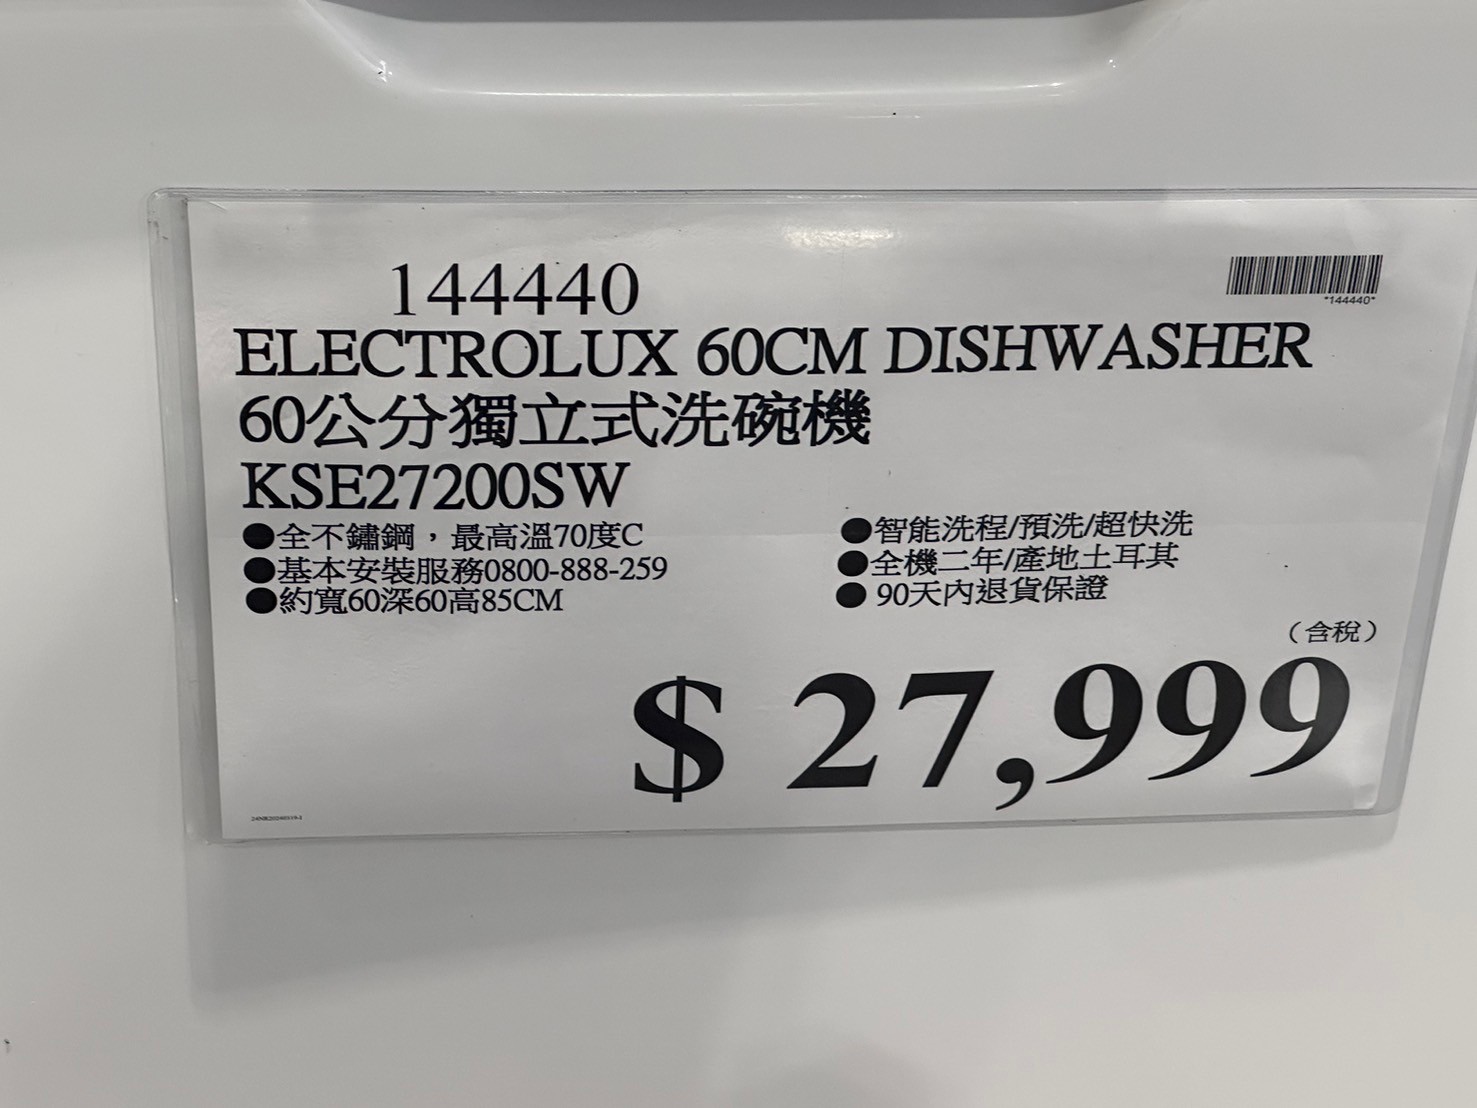 144440
*144440*
ELECTROLUX 60CM DISHWASHER
60公分獨立式洗碗機
KSE27200SW
●全不鏽鋼，最高溫70度C
●基本安裝服務0800-888-259
●約寬60深60高85CM
●智能洗程/預洗/超快洗
●全機二年/產地土耳其
●90天內退貨保證
（含稅）
$ 27,999